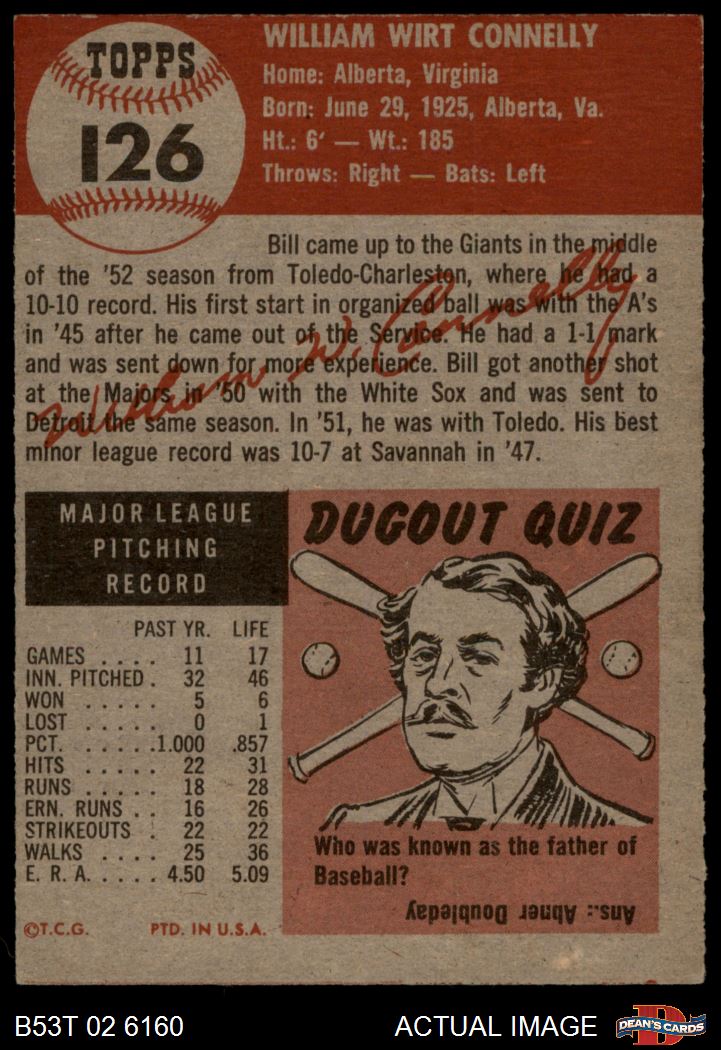 TOPPS
126
WILLIAM WIRT CONNELLY
Home: Alberta, Virginia
Born: June 29, 1925, Alberta, Va.
Ht.: 6' — Wt.: 185
Throws: Right — Bats: Left
Bill came up to the Giants in the middle
of the '52 season from Toledo-Charleston, where he had a
10-10 record. His first start in organized ball was with the A's
in '45 after he came out of the Service. He had a 1-1 mark
and was sent down for more experience. Bill got another shot
at the Majors in '50 with the White Sox and was sent to
Detroit the same season. In '51, he was with Toledo. His best
minor league record was 10-7 at Savannah in '47.
William W. Connelly
MAJOR LEAGUE
PITCHING
RECORD
PAST YR. LIFE
GAMES . . . . 11 17
INN. PITCHED . 32 46
WON . . . . . 5 6
LOST . . . . . 0 1
PCT. . . . . .1.000 .857
HITS . . . . . 22 31
RUNS . . . . . 18 28
ERN. RUNS . . 16 26
STRIKEOUTS . 22 22
WALKS . . . . 25 36
E. R. A. . . . . 4.50 5.09
©T.C.G. PTD. IN U.S.A.
DUGOUT QUIZ
Who was known as the father of
Baseball?
Ans.: Abner Doubleday
B53T 02 6160
ACTUAL IMAGE
DEAN'S CARDS